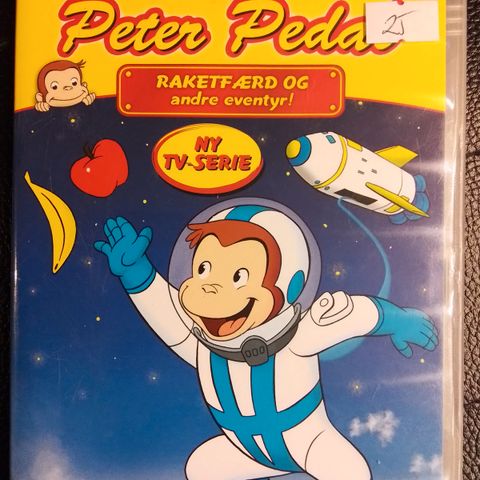 Peter Pedal
25
RAKETFÆRD OG
andre eventyr!
NY
TV-SERIE